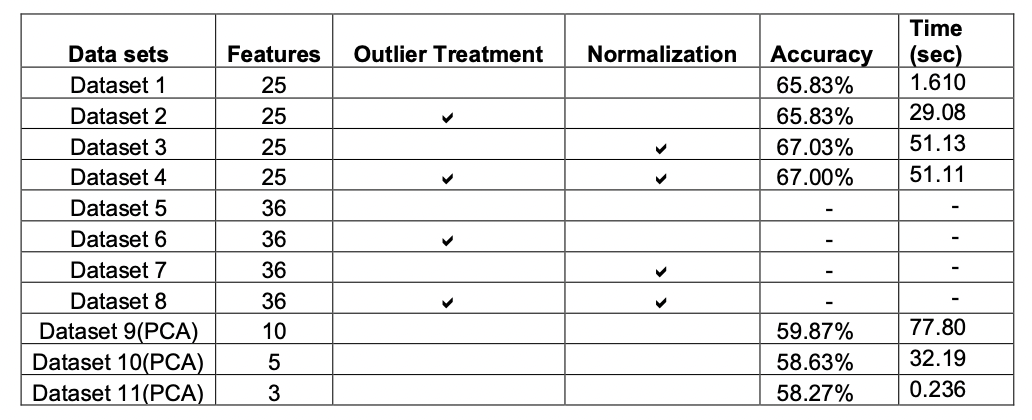 Data sets Features Outlier Treatment Normalization Accuracy Time (sec)
Dataset 1 25 65.83% 1.610
Dataset 2 25 ✔ 65.83% 29.08
Dataset 3 25 ✔ 67.03% 51.13
Dataset 4 25 ✔ ✔ 67.00% 51.11
Dataset 5 36 - -
Dataset 6 36 ✔ - -
Dataset 7 36 ✔ - -
Dataset 8 36 ✔ ✔ - -
Dataset 9(PCA) 10 59.87% 77.80
Dataset 10(PCA) 5 58.63% 32.19
Dataset 11(PCA) 3 58.27% 0.236